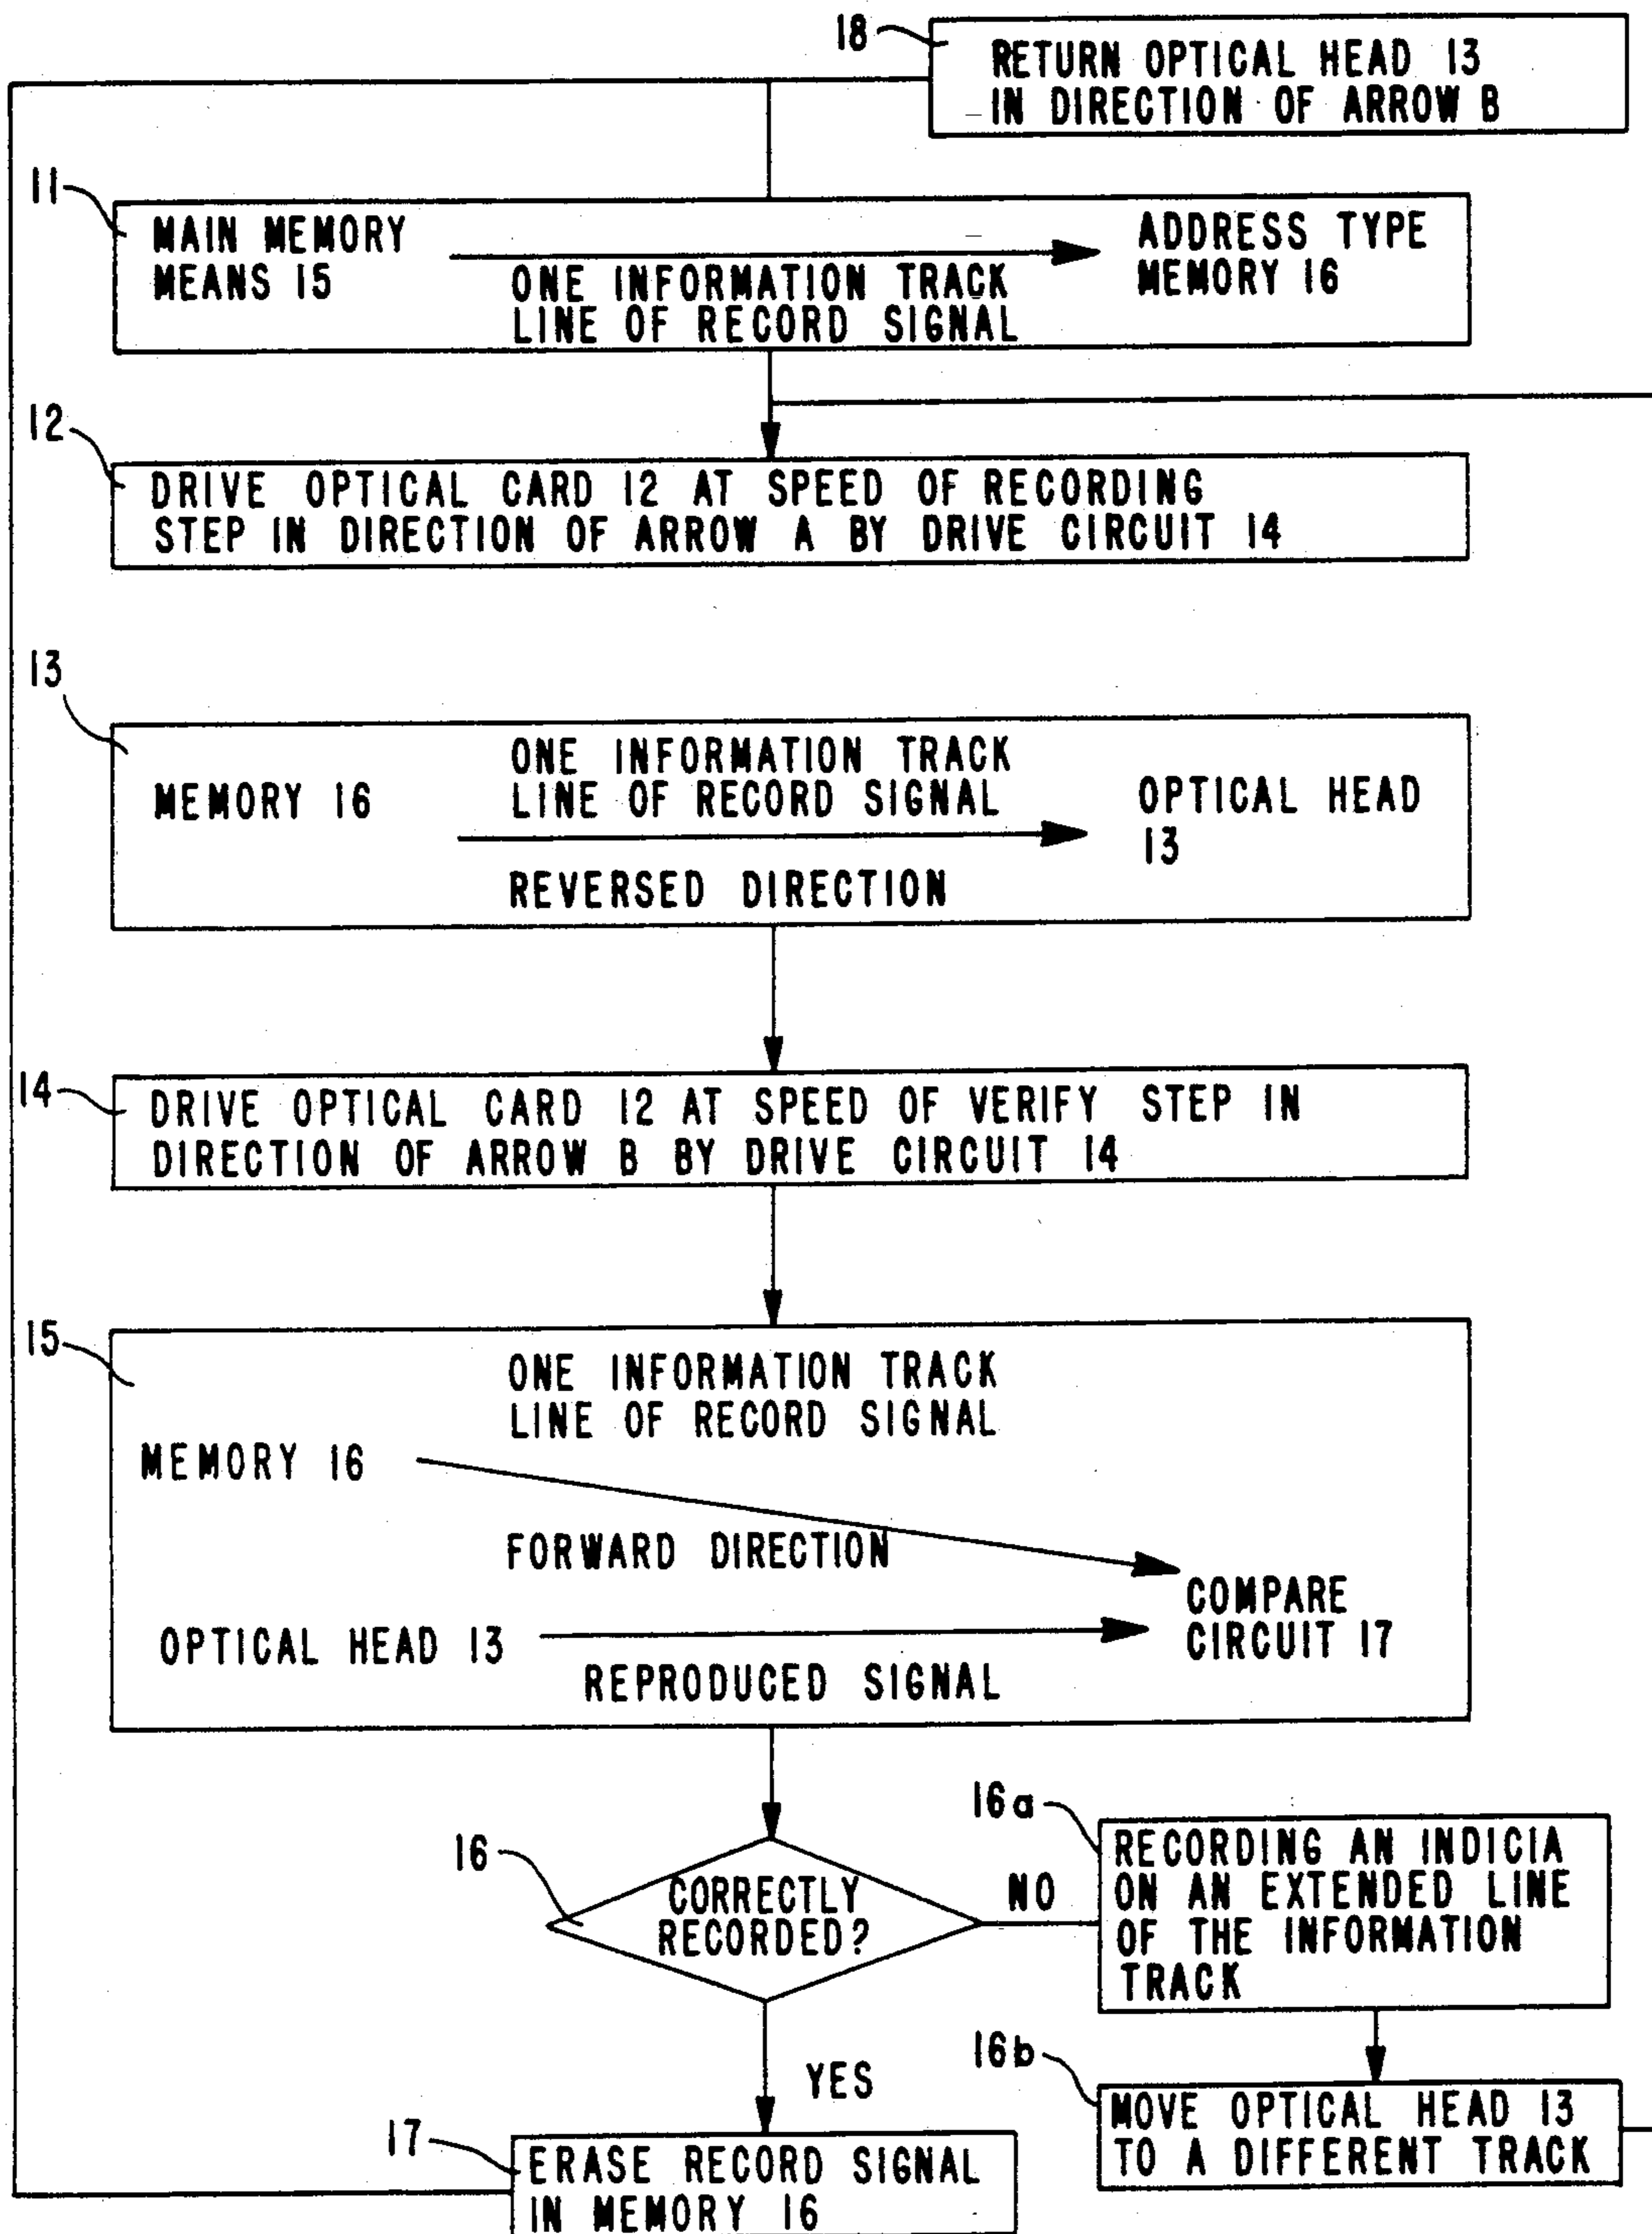 18
RETURN OPTICAL HEAD 13
IN DIRECTION OF ARROW B
11
MAIN MEMORY
MEANS 15
ONE INFORMATION TRACK
LINE OF RECORD SIGNAL
ADDRESS TYPE
MEMORY 16
12
DRIVE OPTICAL CARD 12 AT SPEED OF RECORDING
STEP IN DIRECTION OF ARROW A BY DRIVE CIRCUIT 14
13
MEMORY 16
ONE INFORMATION TRACK
LINE OF RECORD SIGNAL
REVERSED DIRECTION
OPTICAL HEAD
13
14
DRIVE OPTICAL CARD 12 AT SPEED OF VERIFY STEP IN
DIRECTION OF ARROW B BY DRIVE CIRCUIT 14
15
ONE INFORMATION TRACK
LINE OF RECORD SIGNAL
MEMORY 16
FORWARD DIRECTION
COMPARE
CIRCUIT 17
OPTICAL HEAD 13
REPRODUCED SIGNAL
16
CORRECTLY
RECORDED?
NO
16a
RECORDING AN INDICIA
ON AN EXTENDED LINE
OF THE INFORMATION
TRACK
16b
MOVE OPTICAL HEAD 13
TO A DIFFERENT TRACK
YES
17
ERASE RECORD SIGNAL
IN MEMORY 16